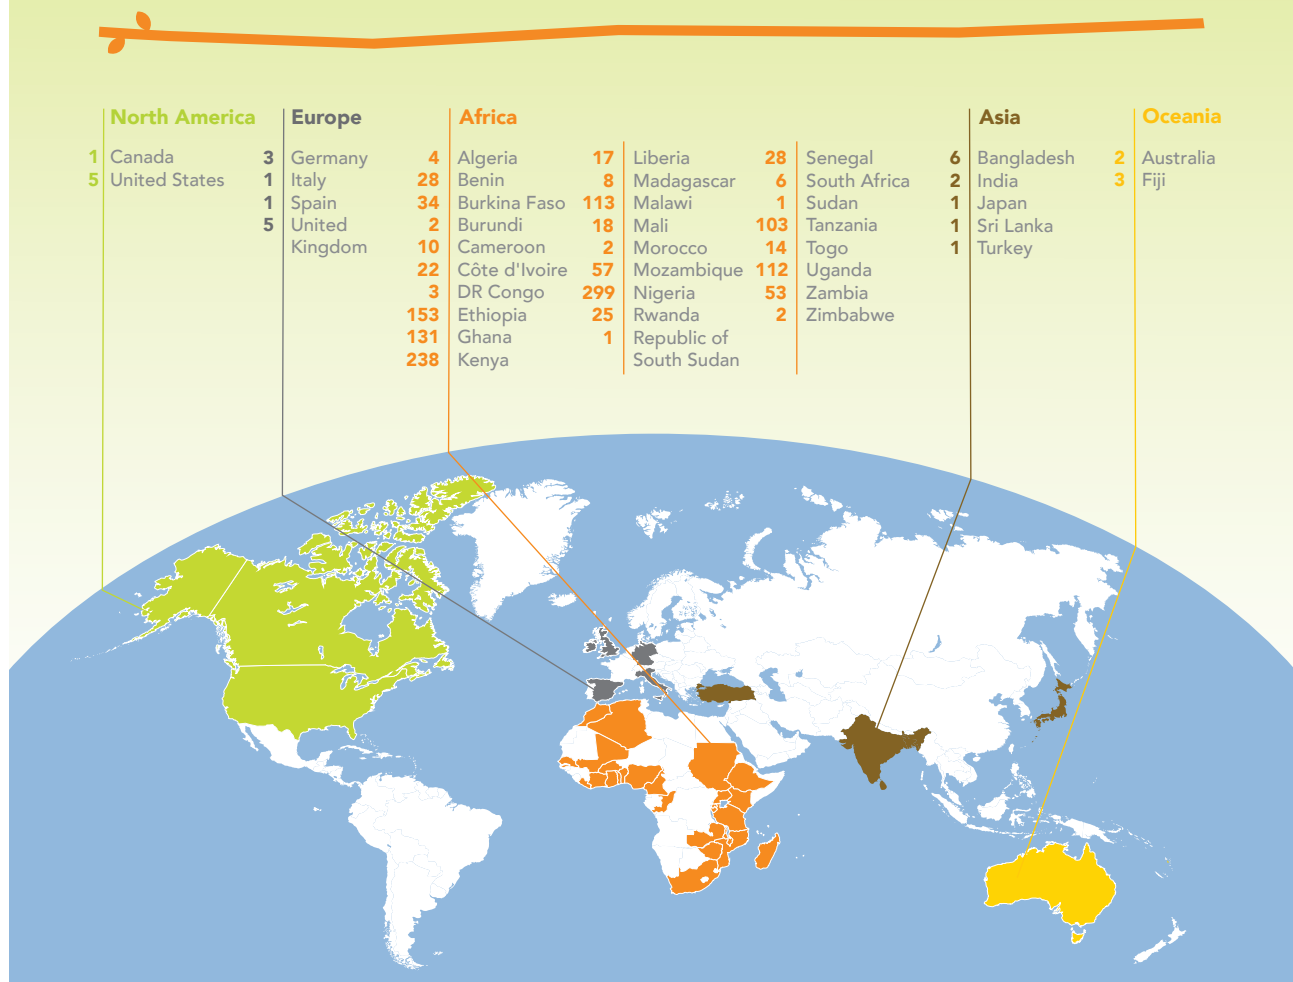 North America
1 Canada
5 United States
Europe
3 Germany
1 Italy
1 Spain
5 United
Kingdom
Africa
4 Algeria
28 Benin
34 Burkina Faso
2 Burundi
10 Cameroon
22 Côte d'Ivoire
3 DR Congo
153 Ethiopia
131 Ghana
238 Kenya
17 Liberia
8 Madagascar
113 Malawi
18 Mali
2 Morocco
57 Mozambique
299 Nigeria
25 Rwanda
1 Republic of
South Sudan
28 Senegal
6 South Africa
1 Sudan
103 Tanzania
14 Togo
112 Uganda
53 Zambia
2 Zimbabwe
Asia
6 Bangladesh
2 India
1 Japan
1 Sri Lanka
1 Turkey
Oceania
2 Australia
3 Fiji